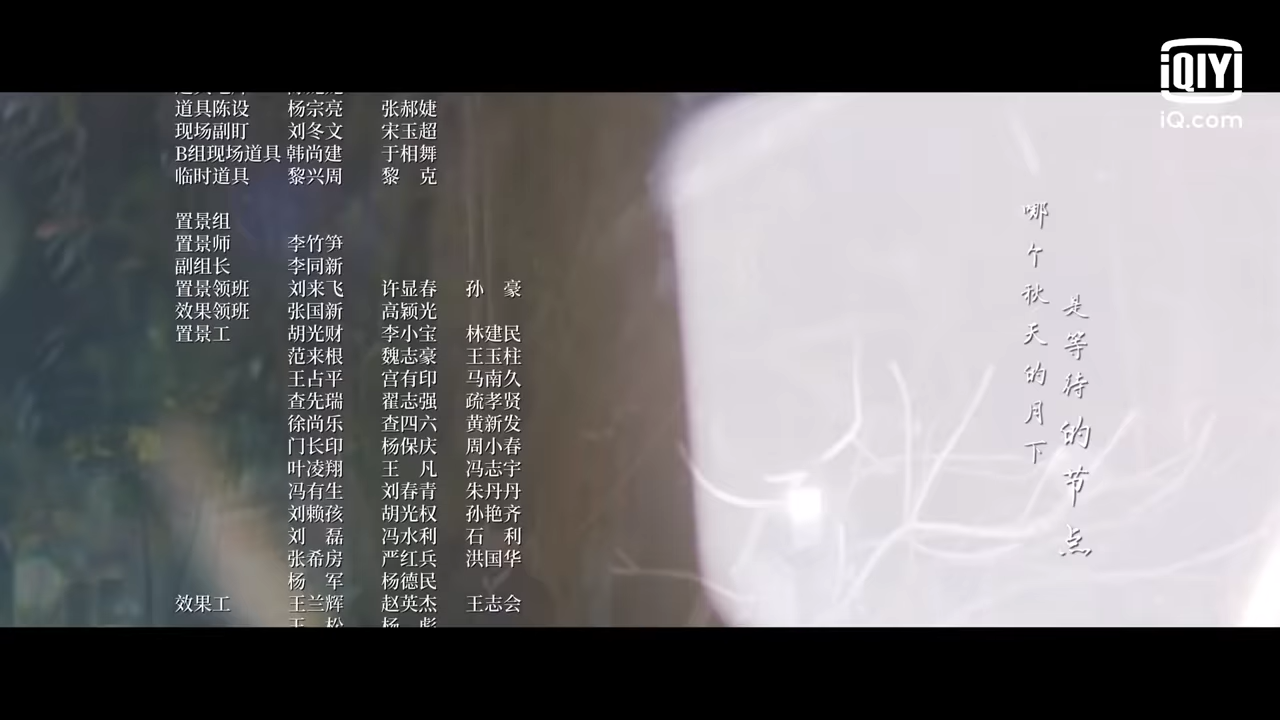 iQIYI
iQ.com
道具陈设 杨宗亮 张郝婕
现场副盯 刘冬文 宋玉超
B组现场道具 韩尚建 于相舞
临时道具 黎兴周 黎 克
置景组
置景师 李竹笋
副组长 李同新
置景领班 刘来飞 许显春 孙 豪
效果领班 张国新 高颖光
置景工 胡光财 李小宝 林建民
范来根 魏志豪 王玉柱
王占平 宫有印 马南久
查先瑞 翟志强 疏孝贤
徐尚乐 查四六 黄新发
门长印 杨保庆 周小春
叶凌翔 王 凡 冯志宇
冯有生 刘春青 朱丹丹
刘赖孩 胡光权 孙艳齐
刘 磊 冯水利 石 利
张希房 严红兵 洪国华
杨 军 杨德民
效果工 王兰辉 赵英杰 王志会
王 松 杨 彪
哪个秋天的月下
是等待的节点